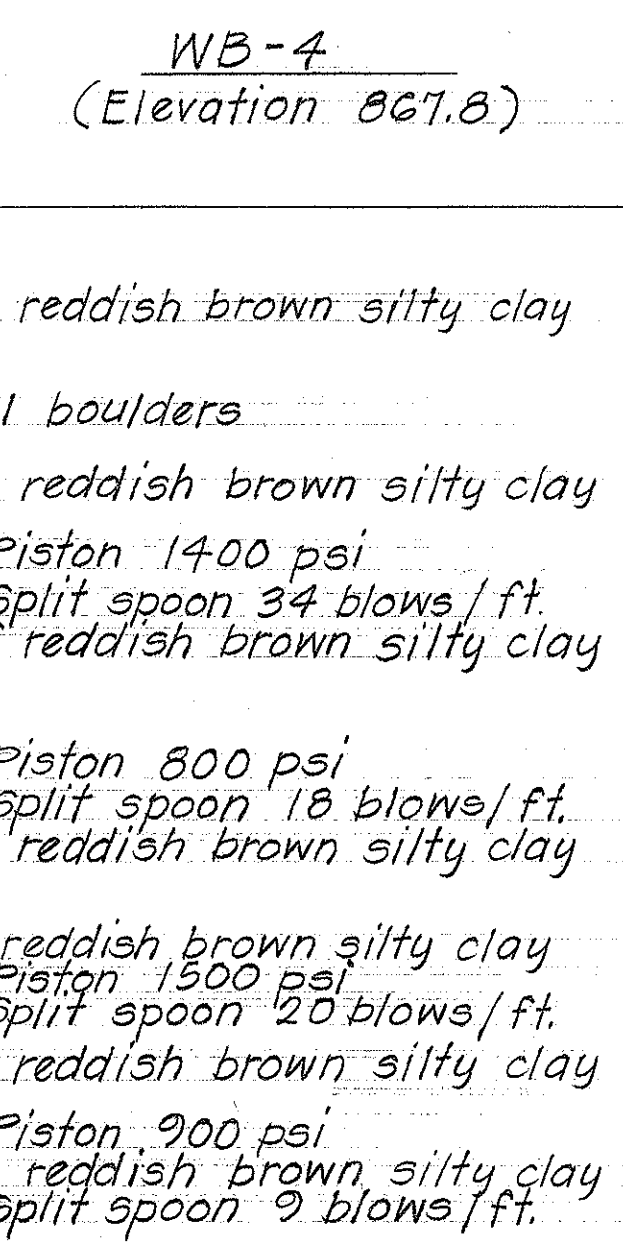 WB-4
(Elevation 867.8)
reddish brown silty clay
boulders
reddish brown silty clay
Piston 1400 psi
Split spoon 34 blows/ft.
reddish brown silty clay
Piston 800 psi
Split spoon 18 blows/ft.
reddish brown silty clay
reddish brown silty clay
Piston 1500 psi
Split spoon 20 blows/ft.
reddish brown silty clay
Piston 900 psi
reddish brown silty clay
Split spoon 9 blows/ft.